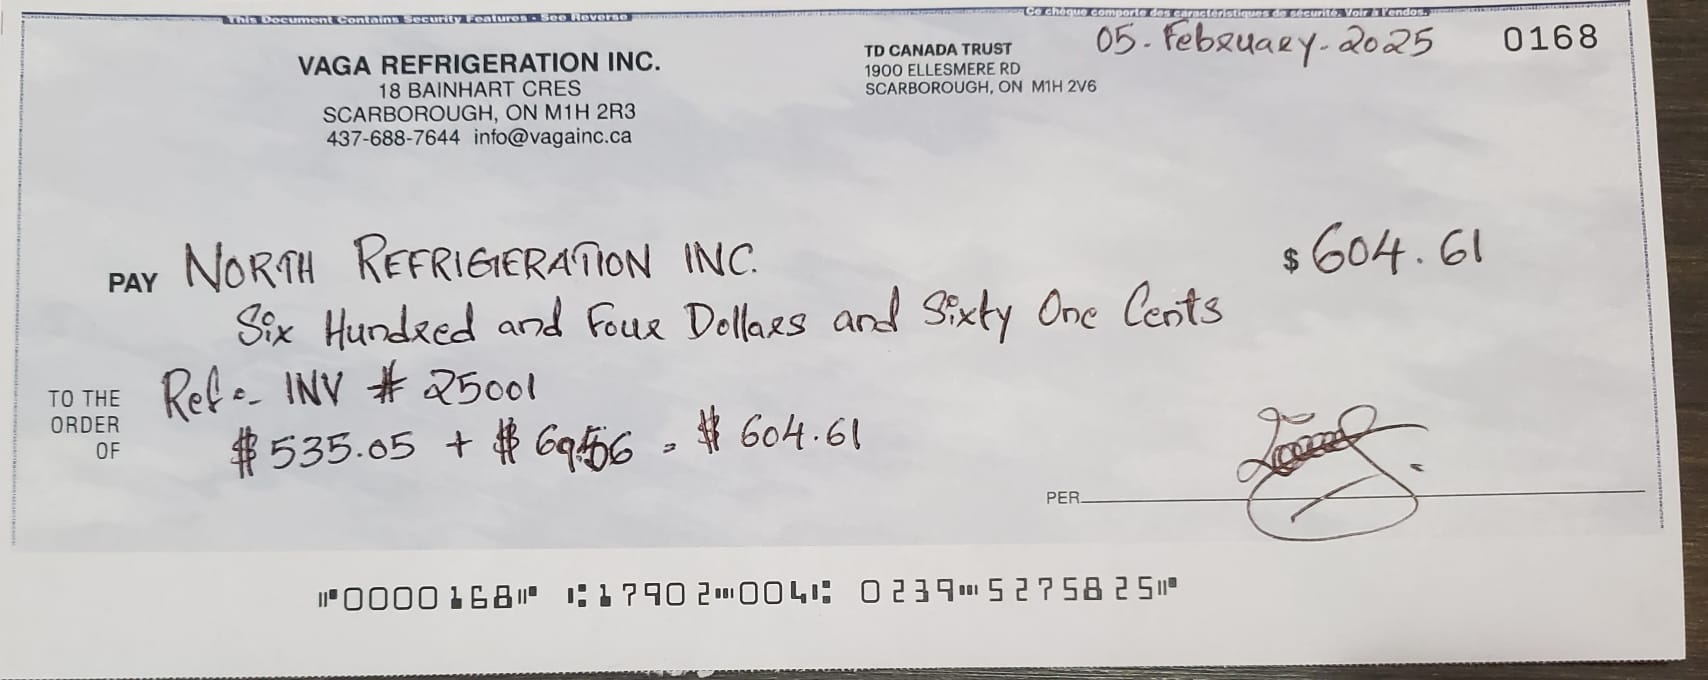 This Document Contains Security Features - See Reverse
Ce chèque comporte des caractéristiques de sécurité. Voir à l'endos.
VAGA REFRIGERATION INC.
18 BAINHART CRES
SCARBOROUGH, ON M1H 2R3
437-688-7644 info@vagainc.ca
TD CANADA TRUST
1900 ELLESMERE RD
SCARBOROUGH, ON M1H 2V6
05-February-2025
0168
PAY NORTH REFRIGERATION INC. $ 604.61
Six Hundred and Four Dollars and Sixty One Cents
TO THE
ORDER
OF
Ref:- INV # 25001
$ 535.05 + $ 69.56 = $ 604.61
PER
⑈0000168⑈ ⑆17902⑉004⑆ 0239⑉5275825⑈